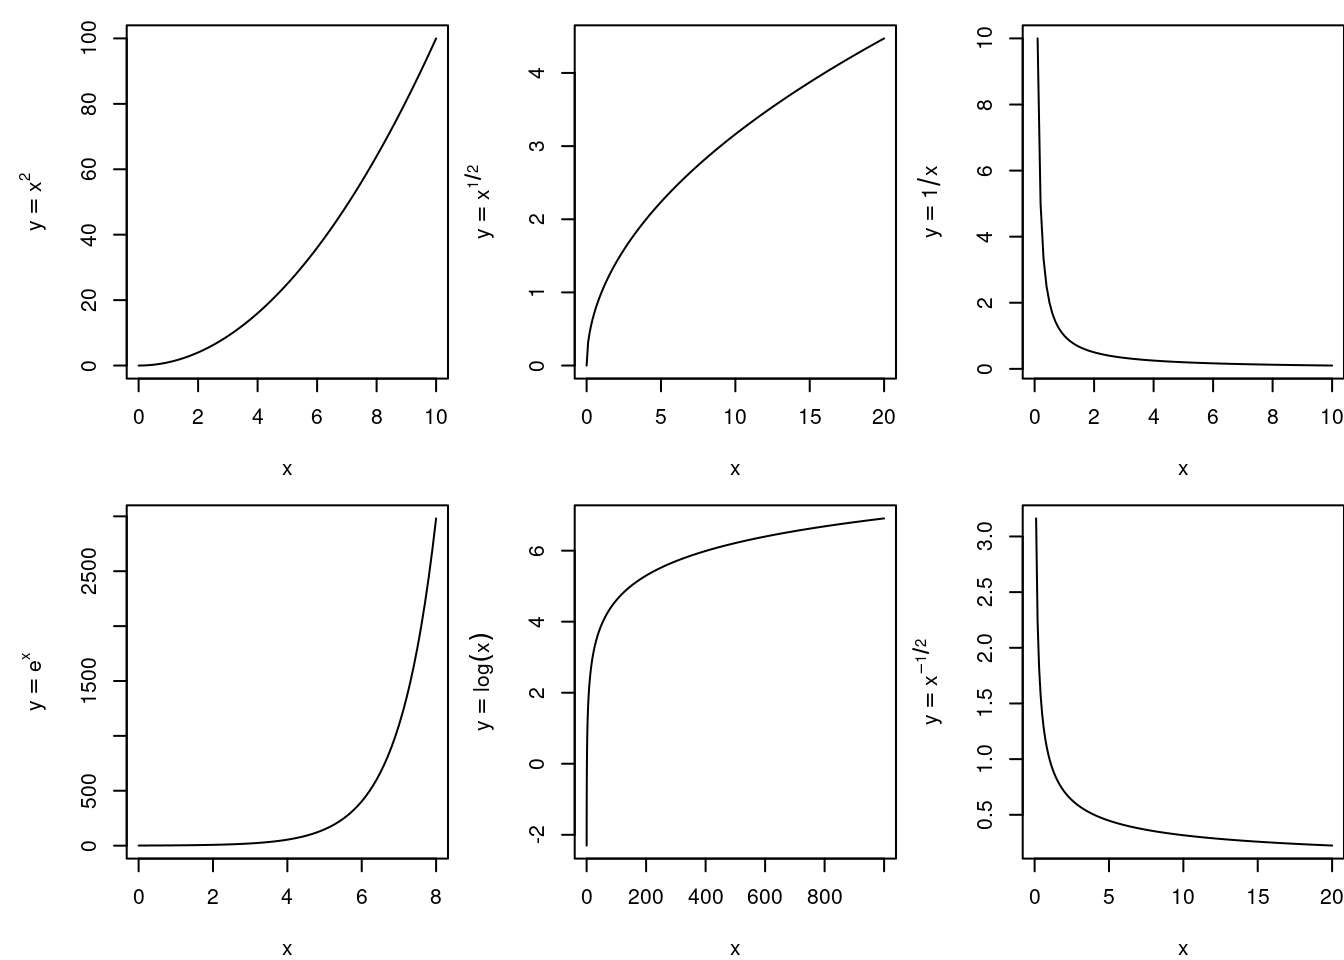 y = x²
100
80
60
40
20
0
0 2 4 6 8 10
x
y = x^1/2
4
3
2
1
0
0 5 10 15 20
x
y = 1/x
10
8
6
4
2
0
0 2 4 6 8 10
x
y = eˣ
2500
1500
500
0
0 2 4 6 8
x
y = log(x)
6
4
2
0
-2
0 200 400 600 800
x
y = x^−1/2
3.0
2.5
2.0
1.5
1.0
0.5
0 5 10 15 20
x